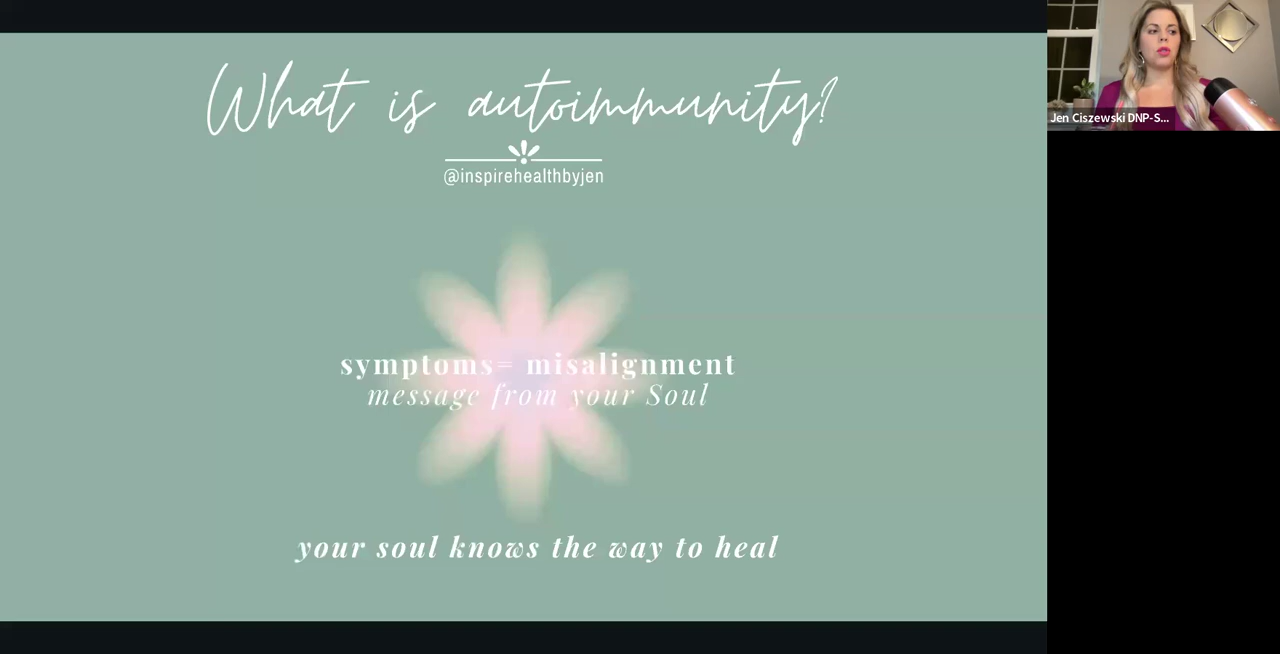 What is autoimmunity?
@inspirehealthbyjen
symptoms= misalignment
message from your Soul
your soul knows the way to heal
Jen Ciszewski DNP-S...